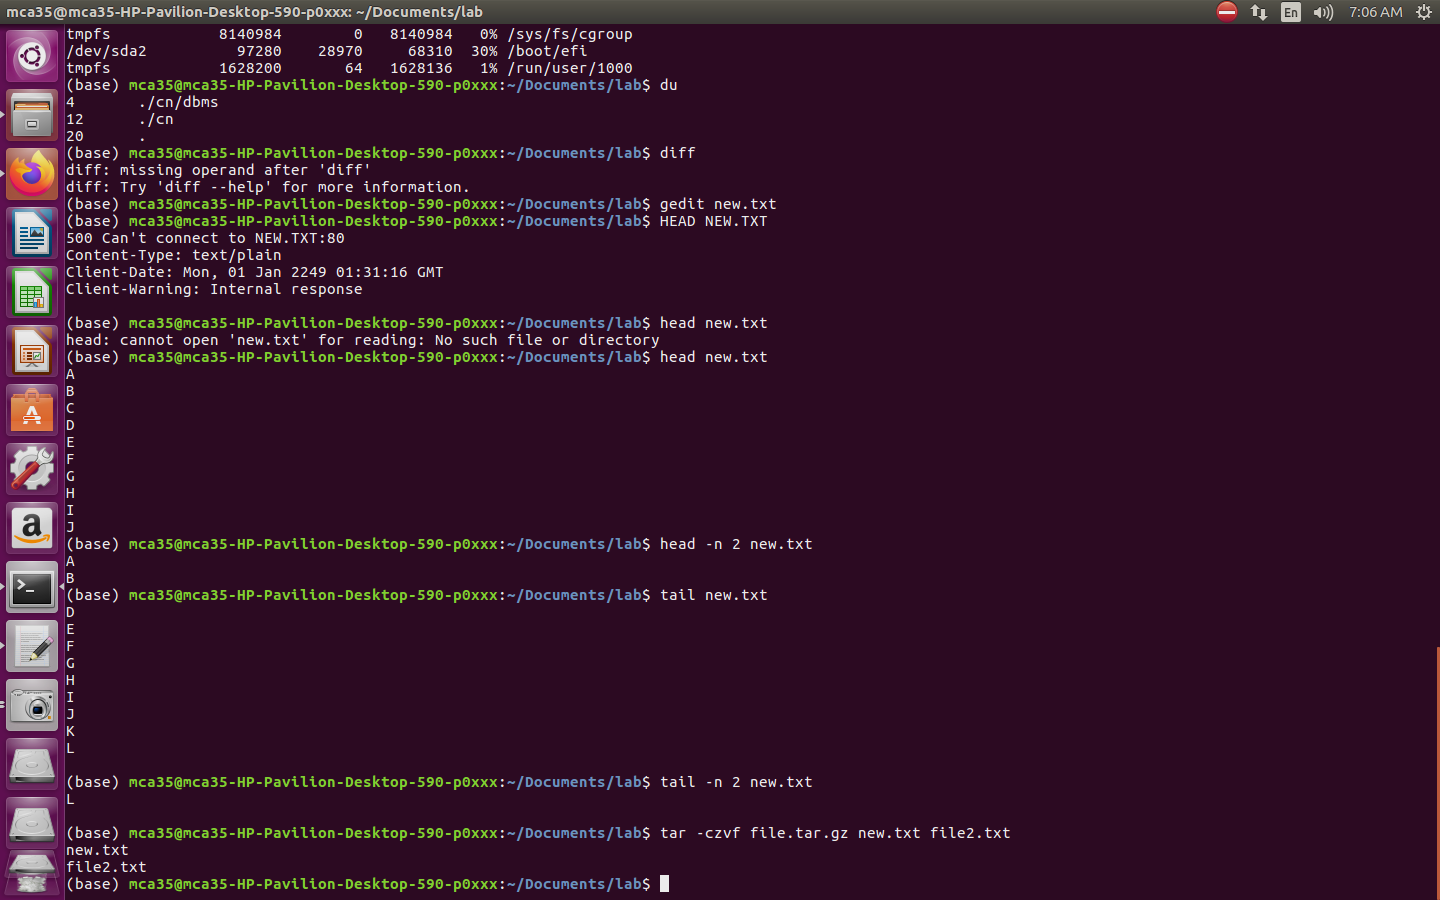 mca35@mca35-HP-Pavilion-Desktop-590-p0xxx: ~/Documents/lab En 7:06 AM
tmpfs 8140984 0 8140984 0% /sys/fs/cgroup
/dev/sda2 97280 28970 68310 30% /boot/efi
tmpfs 1628200 64 1628136 1% /run/user/1000
(base) mca35@mca35-HP-Pavilion-Desktop-590-p0xxx:~/Documents/lab$ du
4 ./cn/dbms
12 ./cn
20 .
(base) mca35@mca35-HP-Pavilion-Desktop-590-p0xxx:~/Documents/lab$ diff
diff: missing operand after 'diff'
diff: Try 'diff --help' for more information.
(base) mca35@mca35-HP-Pavilion-Desktop-590-p0xxx:~/Documents/lab$ gedit new.txt
(base) mca35@mca35-HP-Pavilion-Desktop-590-p0xxx:~/Documents/lab$ HEAD NEW.TXT
500 Can't connect to NEW.TXT:80
Content-Type: text/plain
Client-Date: Mon, 01 Jan 2249 01:31:16 GMT
Client-Warning: Internal response
(base) mca35@mca35-HP-Pavilion-Desktop-590-p0xxx:~/Documents/lab$ head new.txt
head: cannot open 'new.txt' for reading: No such file or directory
(base) mca35@mca35-HP-Pavilion-Desktop-590-p0xxx:~/Documents/lab$ head new.txt
A
B
C
D
E
F
G
H
I
J
(base) mca35@mca35-HP-Pavilion-Desktop-590-p0xxx:~/Documents/lab$ head -n 2 new.txt
A
B
(base) mca35@mca35-HP-Pavilion-Desktop-590-p0xxx:~/Documents/lab$ tail new.txt
D
E
F
G
H
I
J
K
L
(base) mca35@mca35-HP-Pavilion-Desktop-590-p0xxx:~/Documents/lab$ tail -n 2 new.txt
L
(base) mca35@mca35-HP-Pavilion-Desktop-590-p0xxx:~/Documents/lab$ tar -czvf file.tar.gz new.txt file2.txt
new.txt
file2.txt
(base) mca35@mca35-HP-Pavilion-Desktop-590-p0xxx:~/Documents/lab$